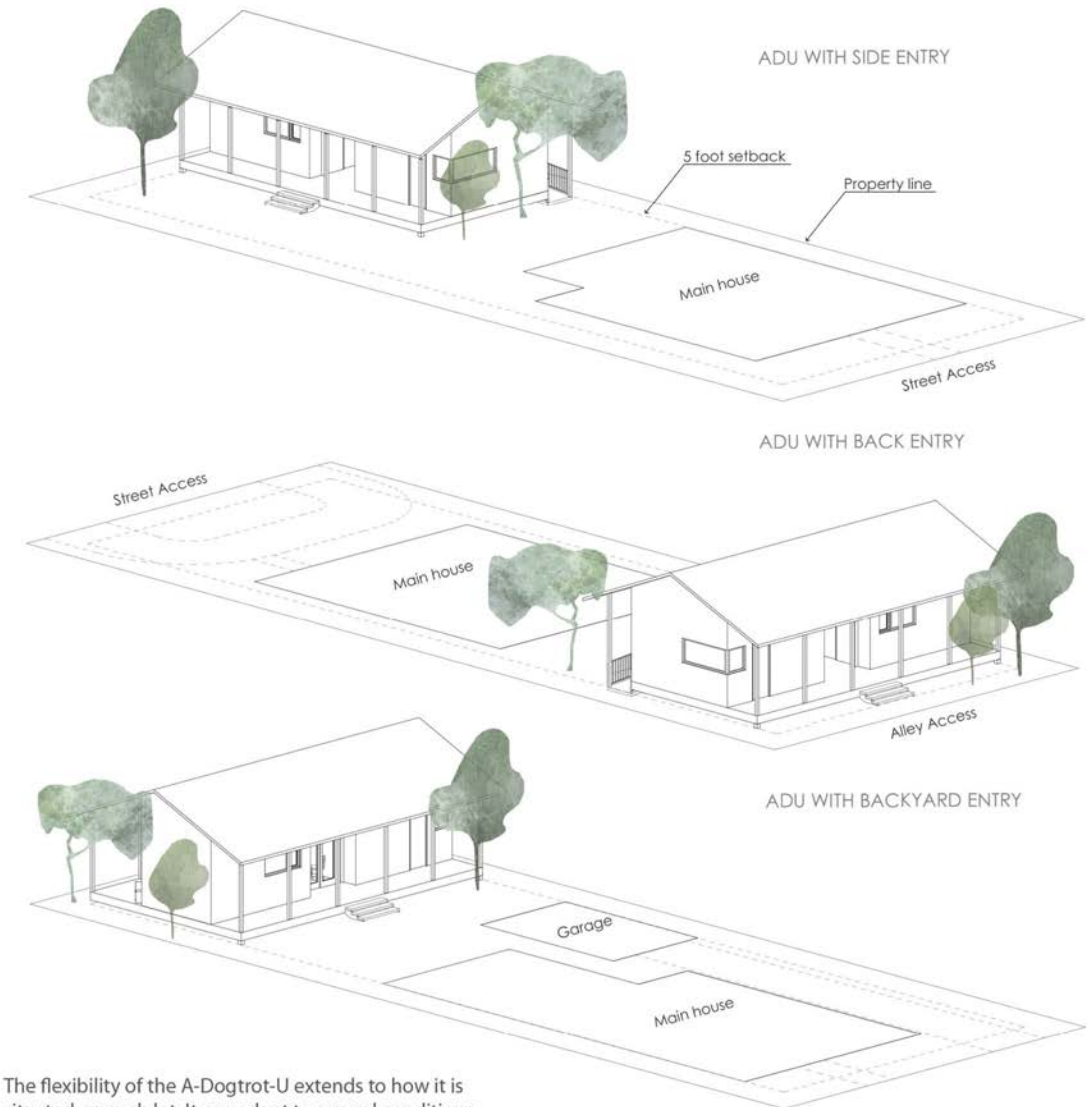 ADU WITH SIDE ENTRY
5 foot setback
Property line
Main house
Street Access
ADU WITH BACK ENTRY
Street Access
Main house
Alley Access
ADU WITH BACKYARD ENTRY
Garage
Main house
The flexibility of the A-Dogtrot-U extends to how it is